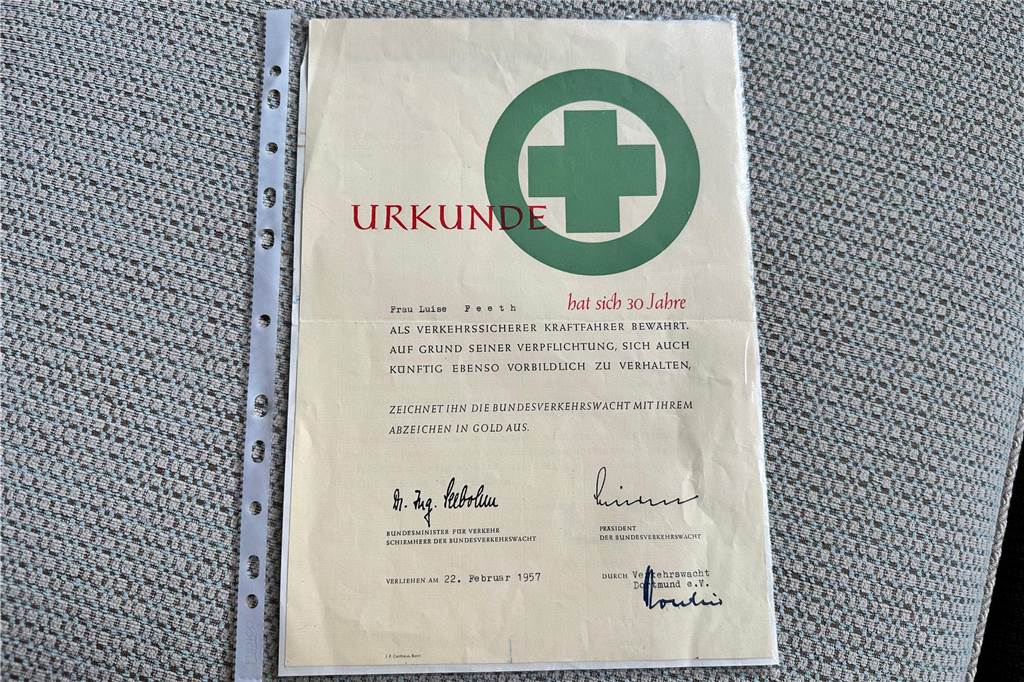 URKUNDE
Frau Luise Feeth hat sich 30 Jahre
ALS VERKEHRSSICHERER KRAFTFAHRER BEWÄHRT.
AUF GRUND SEINER VERPFLICHTUNG, SICH AUCH
KÜNFTIG EBENSO VORBILDLICH ZU VERHALTEN,
ZEICHNET IHN DIE BUNDESVERKEHRSWACHT MIT IHREM
ABZEICHEN IN GOLD AUS.
Dr. Ing. Seebohm
BUNDESMINISTER FÜR VERKEHR
SCHIRMHERR DER BUNDESVERKEHRSWACHT
PRÄSIDENT
DER BUNDESVERKEHRSWACHT
VERLIEHEN AM 22. Februar 1957
DURCH Verkehrswacht
Dortmund e.V.